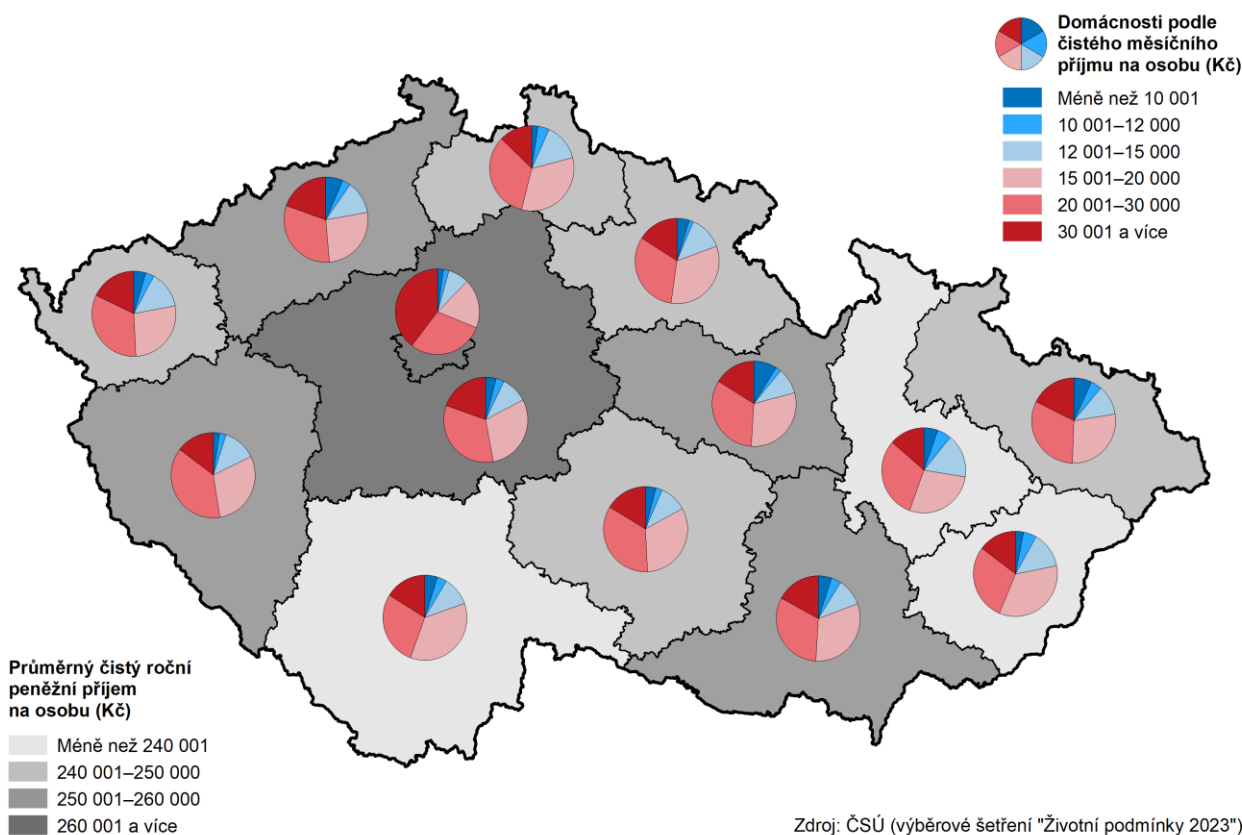 Domácnosti podle
čistého měsíčního
příjmu na osobu (Kč)
Méně než 10 001
10 001–12 000
12 001–15 000
15 001–20 000
20 001–30 000
30 001 a více
Průměrný čistý roční
peněžní příjem
na osobu (Kč)
Méně než 240 001
240 001–250 000
250 001–260 000
260 001 a více
Zdroj: ČSÚ (výběrové šetření "Životní podmínky 2023")